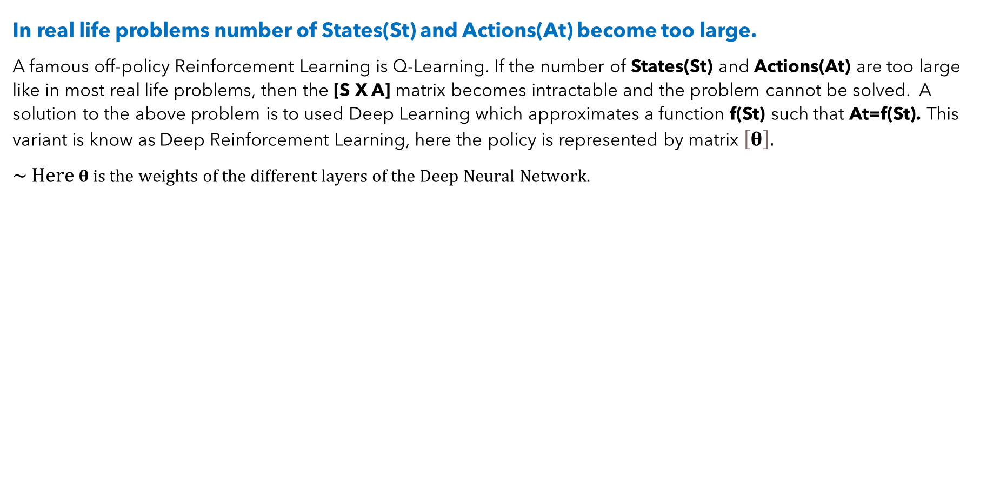 In real life problems number of States(St) and Actions(At) become too large.
A famous off-policy Reinforcement Learning is Q-Learning. If the number of States(St) and Actions(At) are too large
like in most real life problems, then the [S X A] matrix becomes intractable and the problem cannot be solved. A
solution to the above problem is to used Deep Learning which approximates a function f(St) such that At=f(St). This
variant is know as Deep Reinforcement Learning, here the policy is represented by matrix [θ].
~ Here θ is the weights of the different layers of the Deep Neural Network.